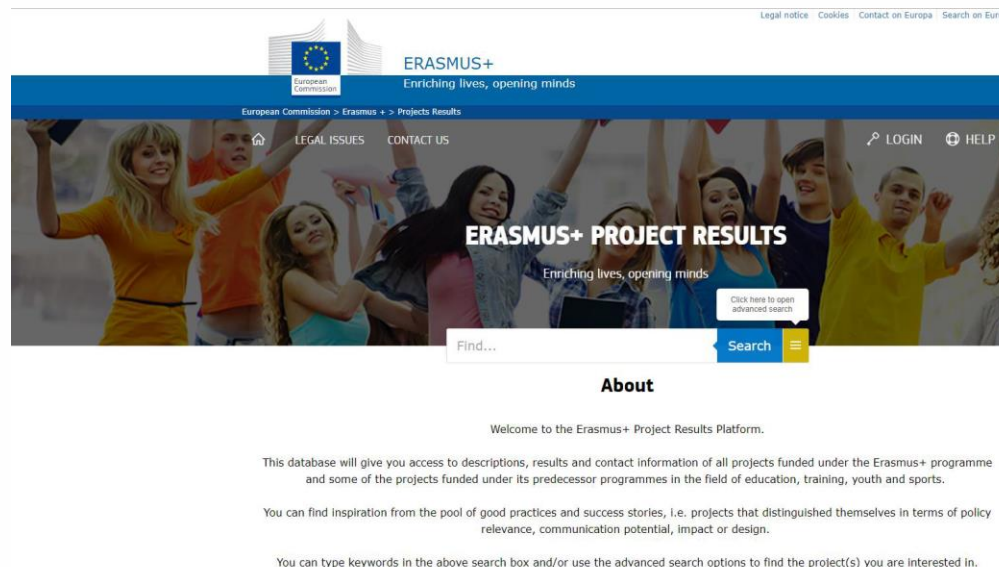 Legal notice Cookies Contact on Europa Search on Eur
ERASMUS+
European
Commission
Enriching lives, opening minds
European Commission > Erasmus + > Projects Results
LEGAL ISSUES CONTACT US LOGIN HELP
ERASMUS+ PROJECT RESULTS
Enriching lives, opening minds
Click here to open
advanced search
Find... Search
About
Welcome to the Erasmus+ Project Results Platform.
This database will give you access to descriptions, results and contact information of all projects funded under the Erasmus+ programme
and some of the projects funded under its predecessor programmes in the field of education, training, youth and sports.
You can find inspiration from the pool of good practices and success stories, i.e. projects that distinguished themselves in terms of policy
relevance, communication potential, impact or design.
You can type keywords in the above search box and/or use the advanced search options to find the project(s) you are interested in.